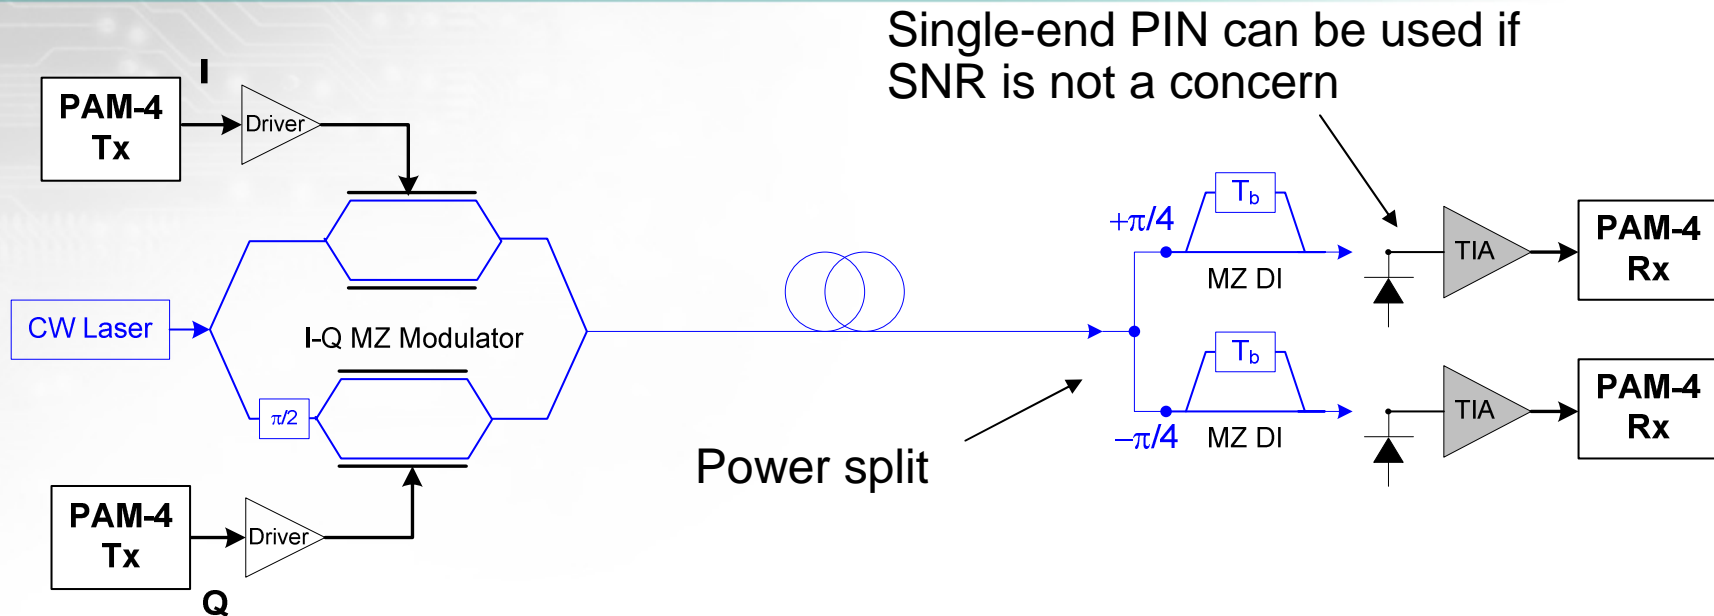 Single-end PIN can be used if
SNR is not a concern
I
PAM-4
Tx
Driver
CW Laser
I-Q MZ Modulator
π/2
PAM-4
Tx
Driver
Q
Power split
+π/4
Tb
MZ DI
TIA
PAM-4
Rx
−π/4
Tb
MZ DI
TIA
PAM-4
Rx